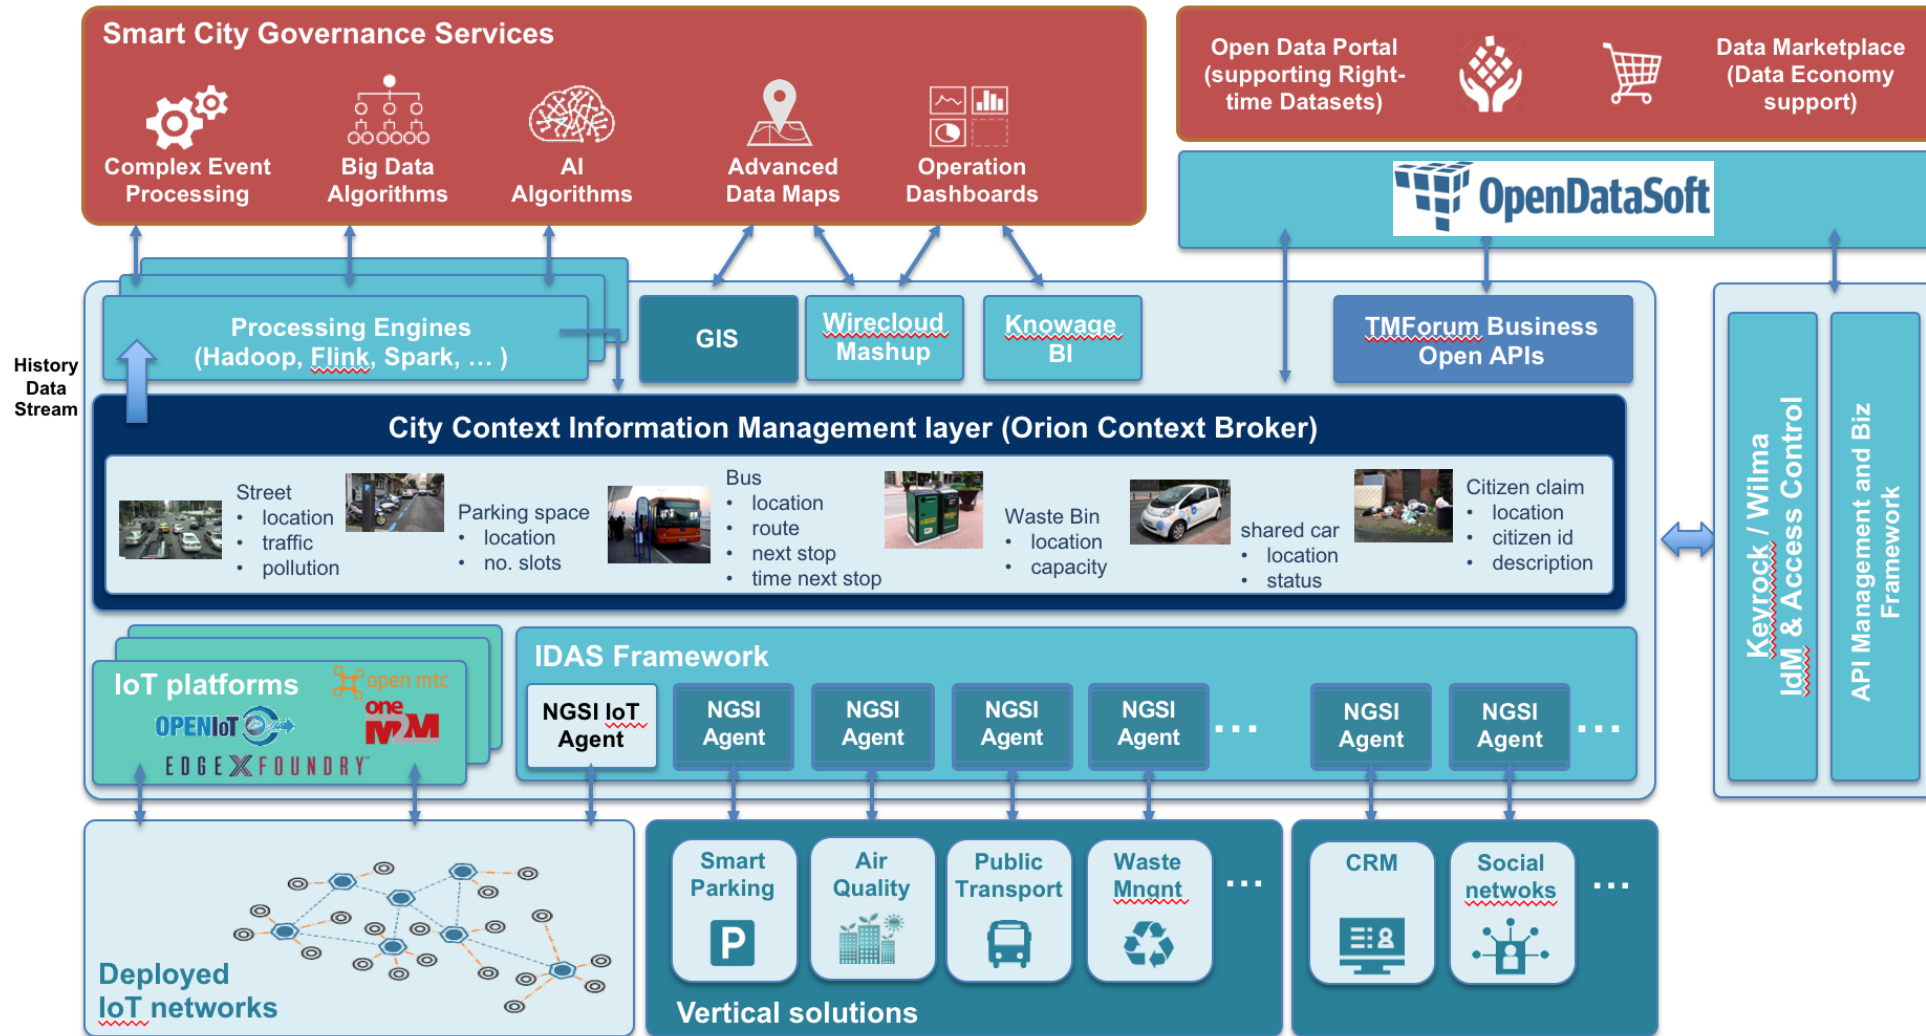 Smart City Governance Services
Complex Event
Processing
Big Data
Algorithms
AI
Algorithms
Advanced
Data Maps
Operation
Dashboards
Open Data Portal
(supporting Right-
time Datasets)
Data Marketplace
(Data Economy
support)
OpenDataSoft
Processing Engines
(Hadoop, Flink, Spark, ... )
GIS
Wirecloud
Mashup
Knowage
BI
TMForum Business
Open APIs
History
Data
Stream
City Context Information Management layer (Orion Context Broker)
Street
• location
• traffic
• pollution
Parking space
• location
• no. slots
Bus
• location
• route
• next stop
• time next stop
Waste Bin
• location
• capacity
shared car
• location
• status
Citizen claim
• location
• citizen id
• description
Keyrock / Wilma
IdM & Access Control
API Management and Biz
Framework
IoT platforms
open mtc
OPENIoT
one
M2M
EDGE X FOUNDRY™
IDAS Framework
NGSI IoT
Agent
NGSI
Agent
NGSI
Agent
NGSI
Agent
NGSI
Agent
...
NGSI
Agent
NGSI
Agent
...
Deployed
IoT networks
Smart
Parking
P
Air
Quality
Public
Transport
Waste
Mngnt
...
Vertical solutions
CRM
Social
netwoks
...